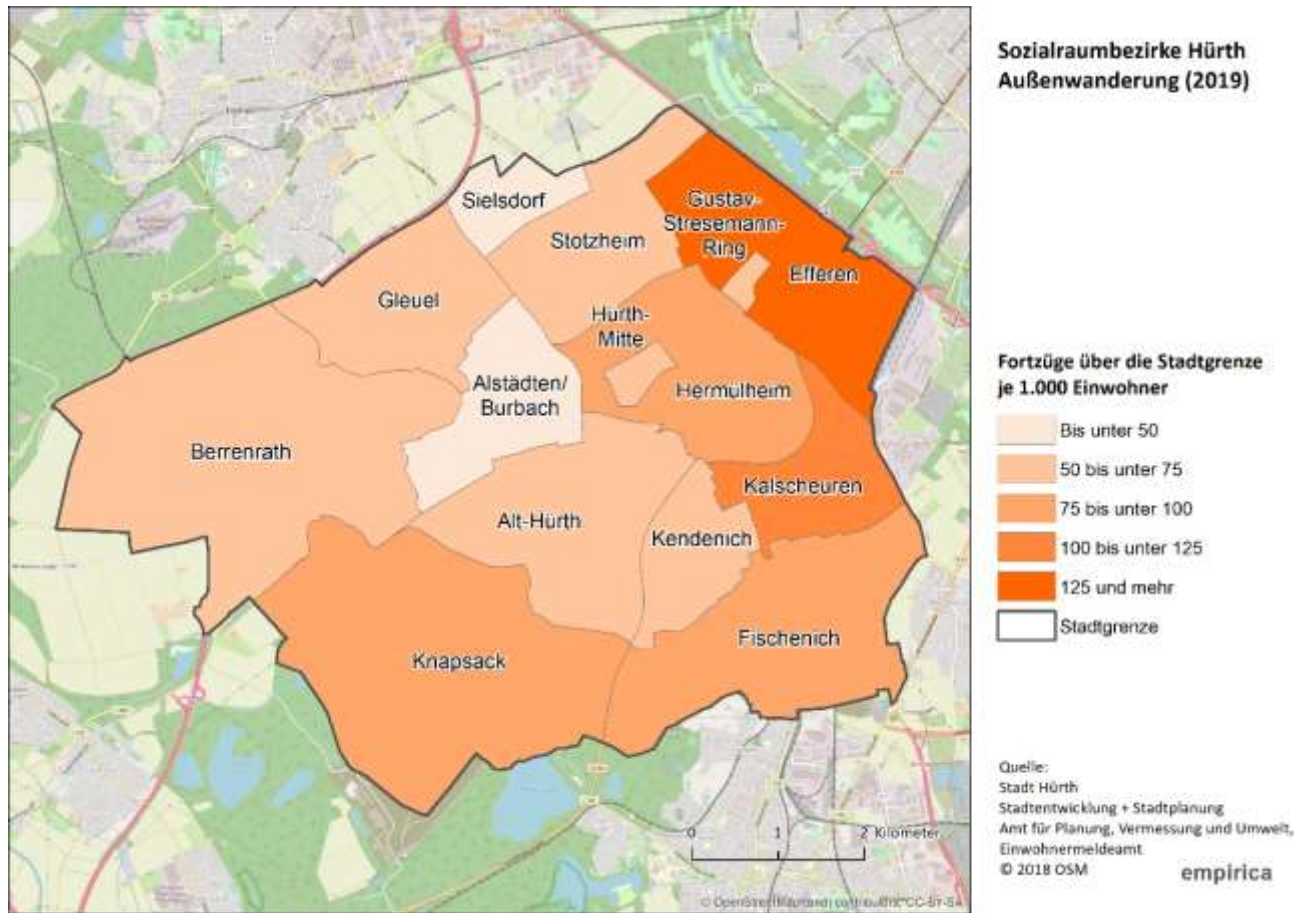 Sozialraumbezirke Hürth
Außenwanderung (2019)
Sielsdorf
Gustav-
Stresemann-
Ring
Stotzheim
Efferen
Gleuel
Hürth-
Mitte
Alstädten/
Burbach
Hermülheim
Berrenrath
Kalscheuren
Alt-Hürth
Kendenich
Fischenich
Knapsack
Fortzüge über die Stadtgrenze
je 1.000 Einwohner
Bis unter 50
50 bis unter 75
75 bis unter 100
100 bis unter 125
125 und mehr
Stadtgrenze
0 1 2 Kilometer
Quelle:
Stadt Hürth
Stadtentwicklung + Stadtplanung
Amt für Planung, Vermessung und Umwelt,
Einwohnermeldeamt
© 2018 OSM
empirica